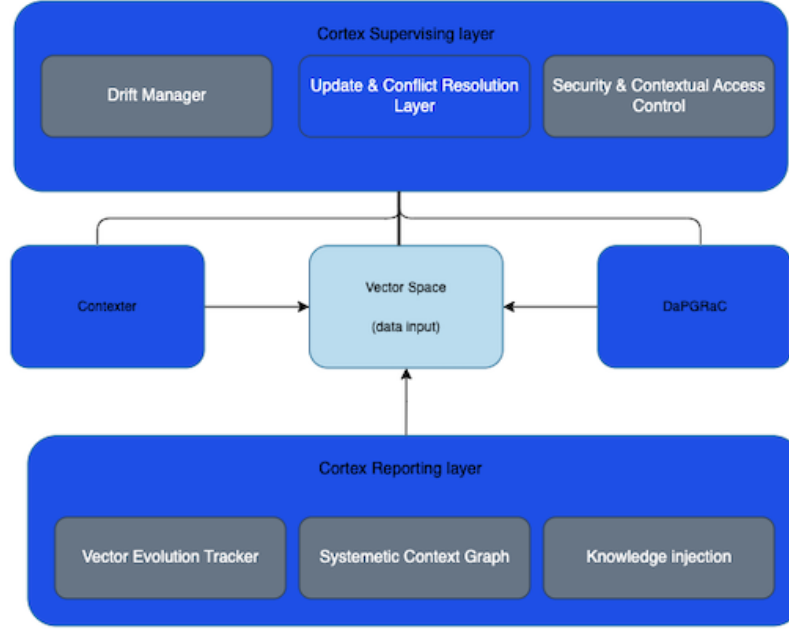 Cortex Supervising layer
Drift Manager
Update & Conflict Resolution
Layer
Security & Contextual Access
Control
Contexter
Vector Space
(data input)
DaPGRaC
Cortex Reporting layer
Vector Evolution Tracker
Systemetic Context Graph
Knowledge injection